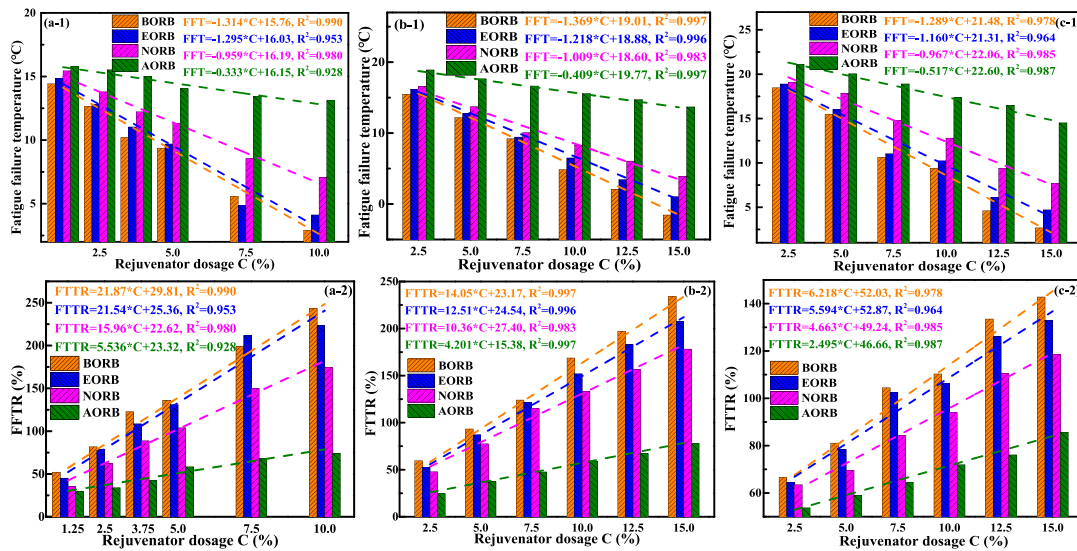 (a-1)
BORB
EORB
NORB
AORB
FFT=-1.314*C+15.76, R²=0.990
FFT=-1.295*C+16.03, R²=0.953
FFT=-0.959*C+16.19, R²=0.980
FFT=-0.333*C+16.15, R²=0.928
20
15
10
5
Fatigue failure temperature (℃)
2.5
5.0
7.5
10.0
Rejuvenator dosage C (%)
(b-1)
BORB
EORB
NORB
AORB
FFT=-1.369*C+19.01, R²=0.997
FFT=-1.218*C+18.88, R²=0.996
FFT=-1.009*C+18.60, R²=0.983
FFT=-0.409*C+19.77, R²=0.997
25
20
15
10
5
0
Fatigue failure temperature (℃)
2.5
5.0
7.5
10.0
12.5
15.0
Rejuvenator dosage C (%)
(c-1)
BORB
EORB
NORB
AORB
FFT=-1.289*C+21.48, R²=0.978
FFT=-1.160*C+21.31, R²=0.964
FFT=-0.967*C+22.06, R²=0.985
FFT=-0.517*C+22.60, R²=0.987
25
20
15
10
5
Fatigue failure temperature (℃)
2.5
5.0
7.5
10.0
12.5
15.0
Rejuvenator dosage C (%)
(a-2)
FTTR=21.87*C+29.81, R²=0.990
FTTR=21.54*C+25.36, R²=0.953
FTTR=15.96*C+22.62, R²=0.980
FTTR=5.536*C+23.32, R²=0.928
BORB
EORB
NORB
AORB
250
200
150
100
50
0
FFTR (%)
1.25
2.5
3.75
5.0
7.5
10.0
Rejuvenator dosage C (%)
(b-2)
FTTR=14.05*C+23.17, R²=0.997
FTTR=12.51*C+24.54, R²=0.996
FTTR=10.36*C+27.40, R²=0.983
FTTR=4.201*C+15.38, R²=0.997
BORB
EORB
NORB
AORB
250
200
150
100
50
0
FTTR (%)
2.5
5.0
7.5
10.0
12.5
15.0
Rejuvenator dosage C (%)
(c-2)
FTTR=6.218*C+52.03, R²=0.978
FTTR=5.594*C+52.87, R²=0.964
FTTR=4.663*C+49.24, R²=0.985
FTTR=2.495*C+46.66, R²=0.987
BORB
EORB
NORB
AORB
140
120
100
80
60
FTTR (%)
2.5
5.0
7.5
10.0
12.5
15.0
Rejuvenator dosage C (%)